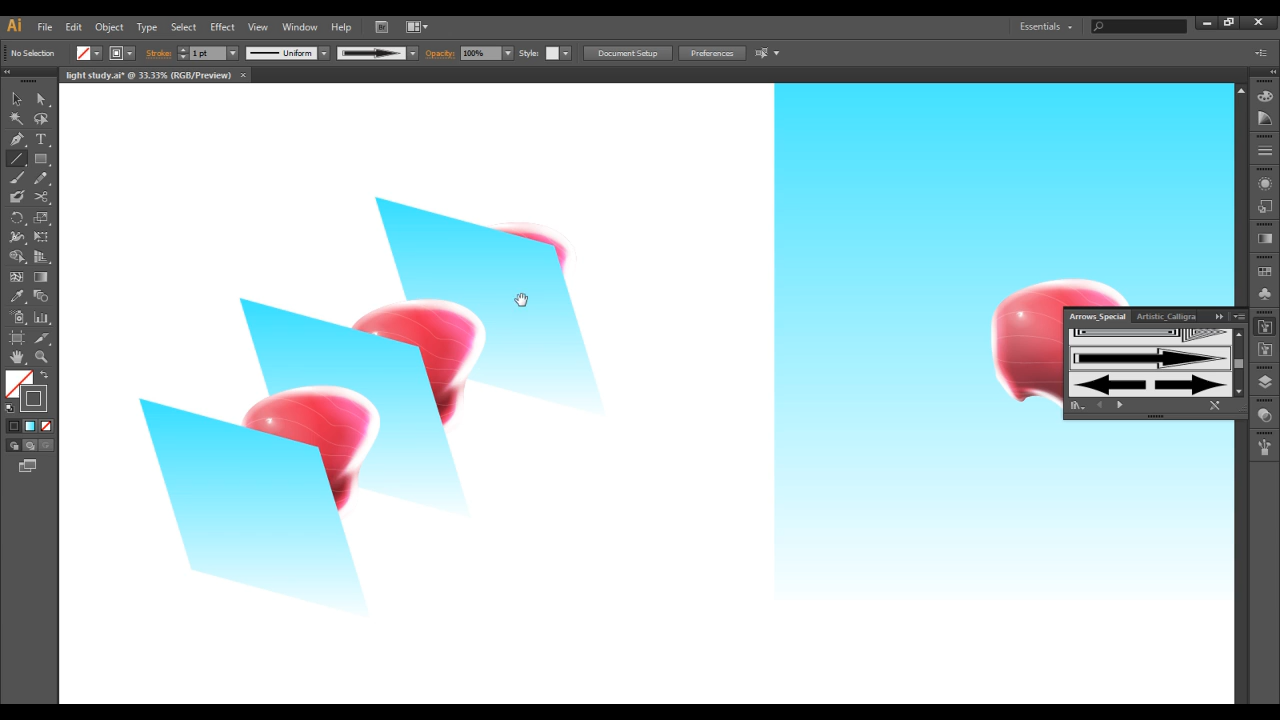 Ai File Edit Object Type Select Effect View Window Help Br Essentials
No Selection Stroke: 1 pt Uniform Opacity: 100% Style: Document Setup Preferences
light study.ai* @ 33.33% (RGB/Preview)
T
Arrows_Special Artistic_Calligra